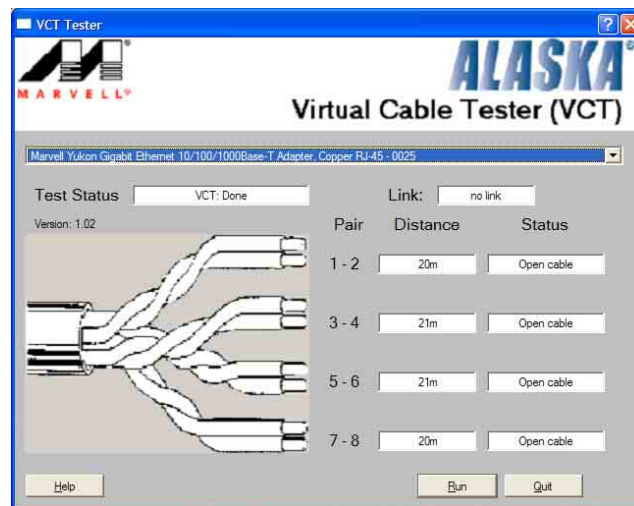 VCT Tester
MARVELL®
ALASKA®
Virtual Cable Tester (VCT)
Marvell Yukon Gigabit Ethernet 10/100/1000Base-T Adapter, Copper RJ-45 - 0025
Test Status VCT: Done Link: no link
Version: 1.02 Pair Distance Status
1 - 2 20m Open cable
3 - 4 21m Open cable
5 - 6 21m Open cable
7 - 8 20m Open cable
Help Run Quit